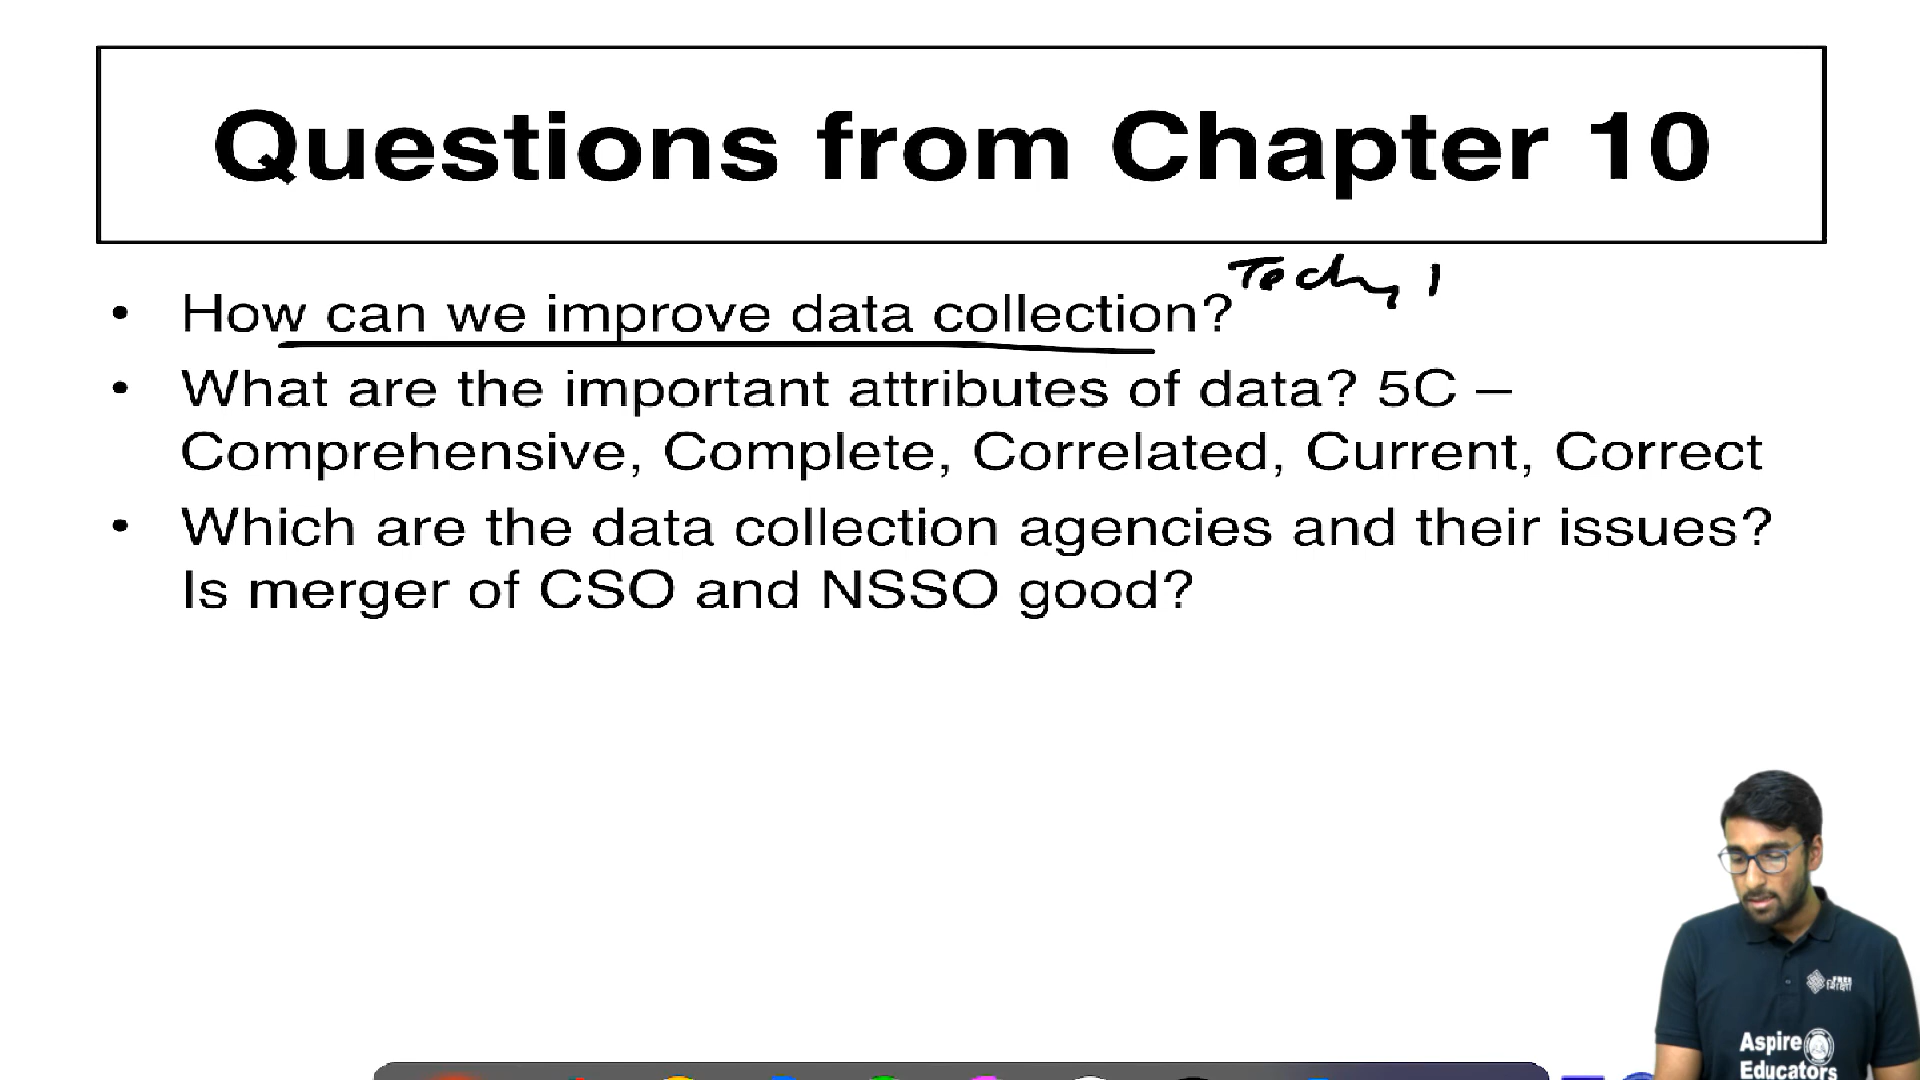 Questions from Chapter 10
Tech,
• How can we improve data collection?
• What are the important attributes of data? 5C –
Comprehensive, Complete, Correlated, Current, Correct
• Which are the data collection agencies and their issues?
Is merger of CSO and NSSO good?
FREE
Aspire
Educators